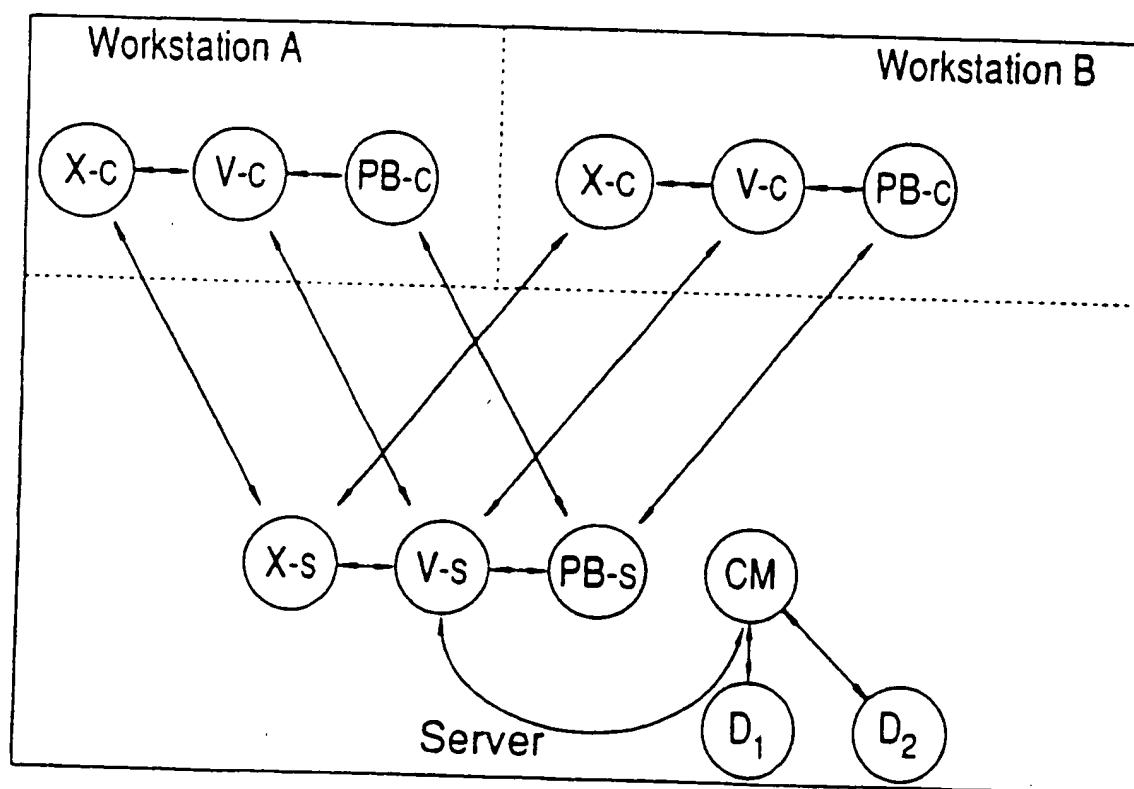 Workstation A
Workstation B
X-c
V-c
PB-c
X-c
V-c
PB-c
X-s
V-s
PB-s
CM
Server
D1
D2